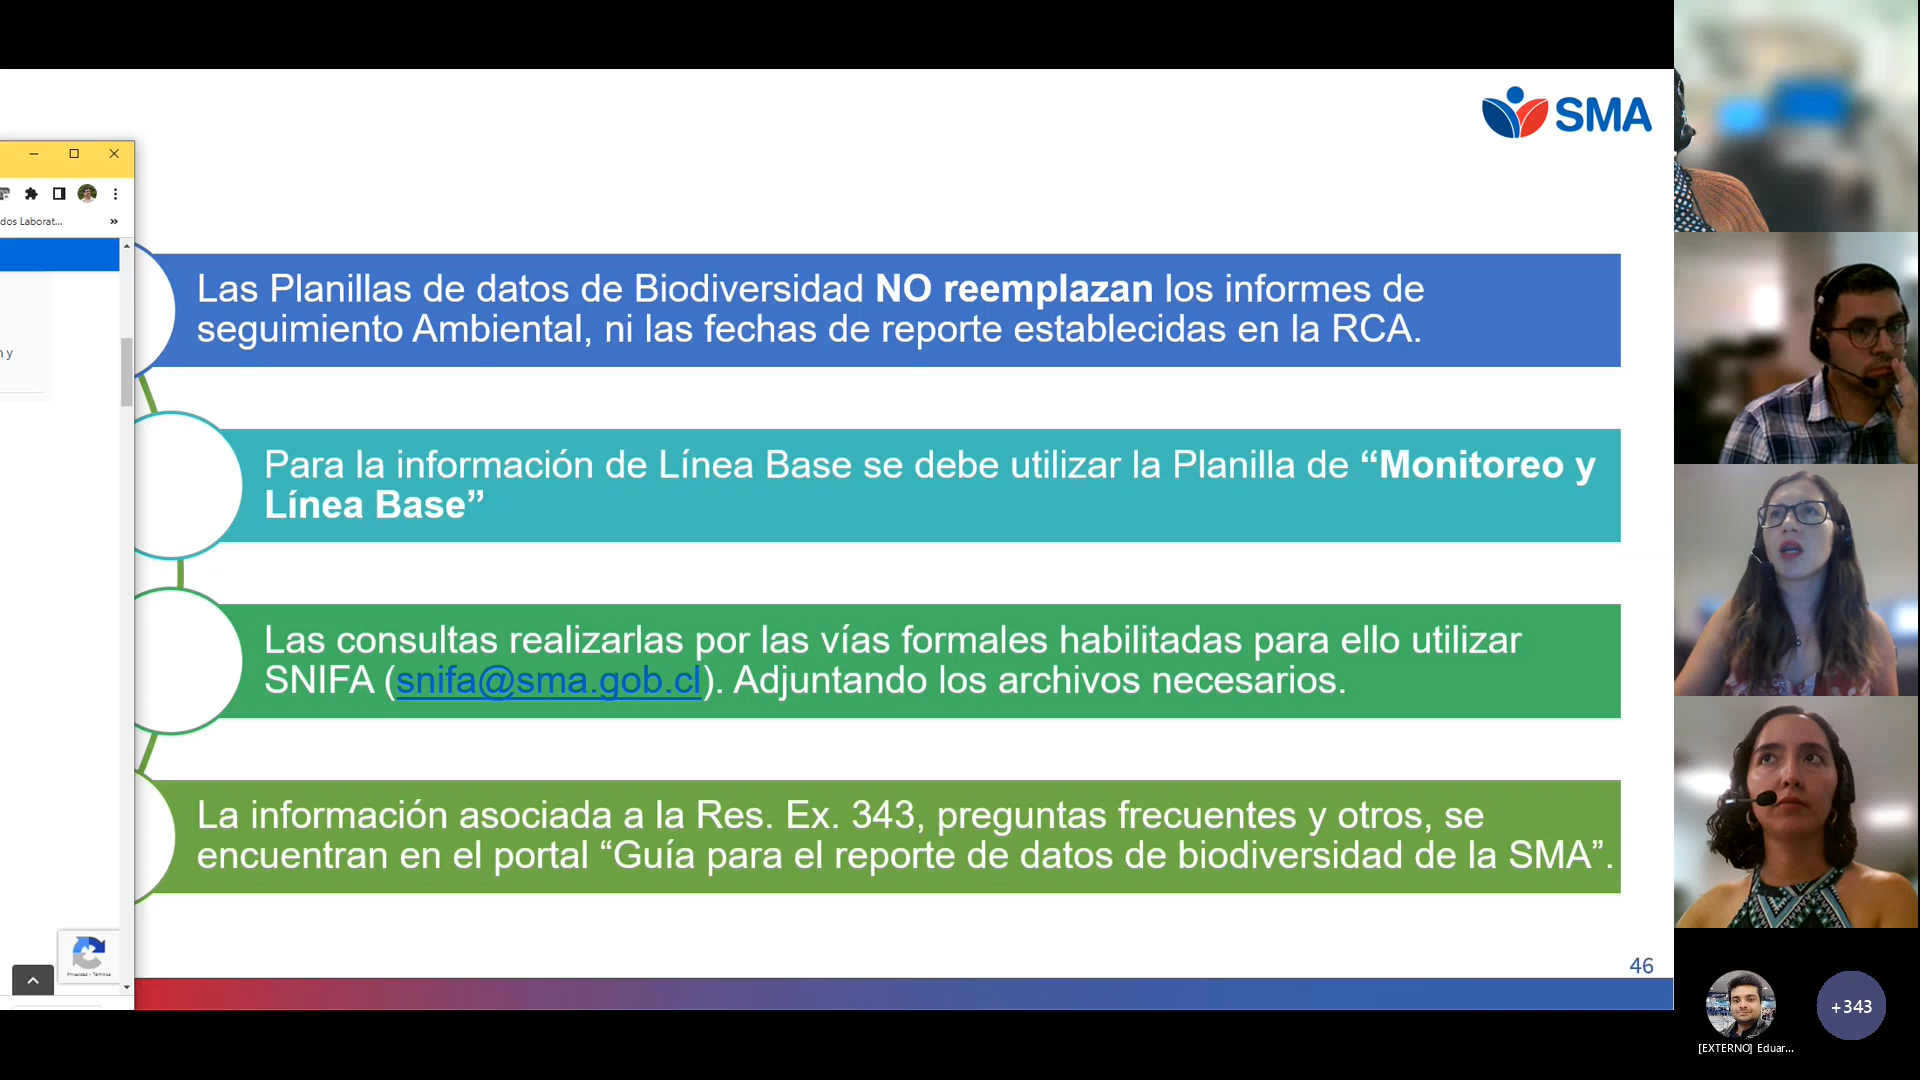 SMA
dos Laborat...
n y
Las Planillas de datos de Biodiversidad NO reemplazan los informes de
seguimiento Ambiental, ni las fechas de reporte establecidas en la RCA.
Para la información de Línea Base se debe utilizar la Planilla de “Monitoreo y
Línea Base”
Las consultas realizarlas por las vías formales habilitadas para ello utilizar
SNIFA (snifa@sma.gob.cl). Adjuntando los archivos necesarios.
La información asociada a la Res. Ex. 343, preguntas frecuentes y otros, se
encuentran en el portal “Guía para el reporte de datos de biodiversidad de la SMA”.
Privacidad - Términos
46
+343
[EXTERNO] Eduar...